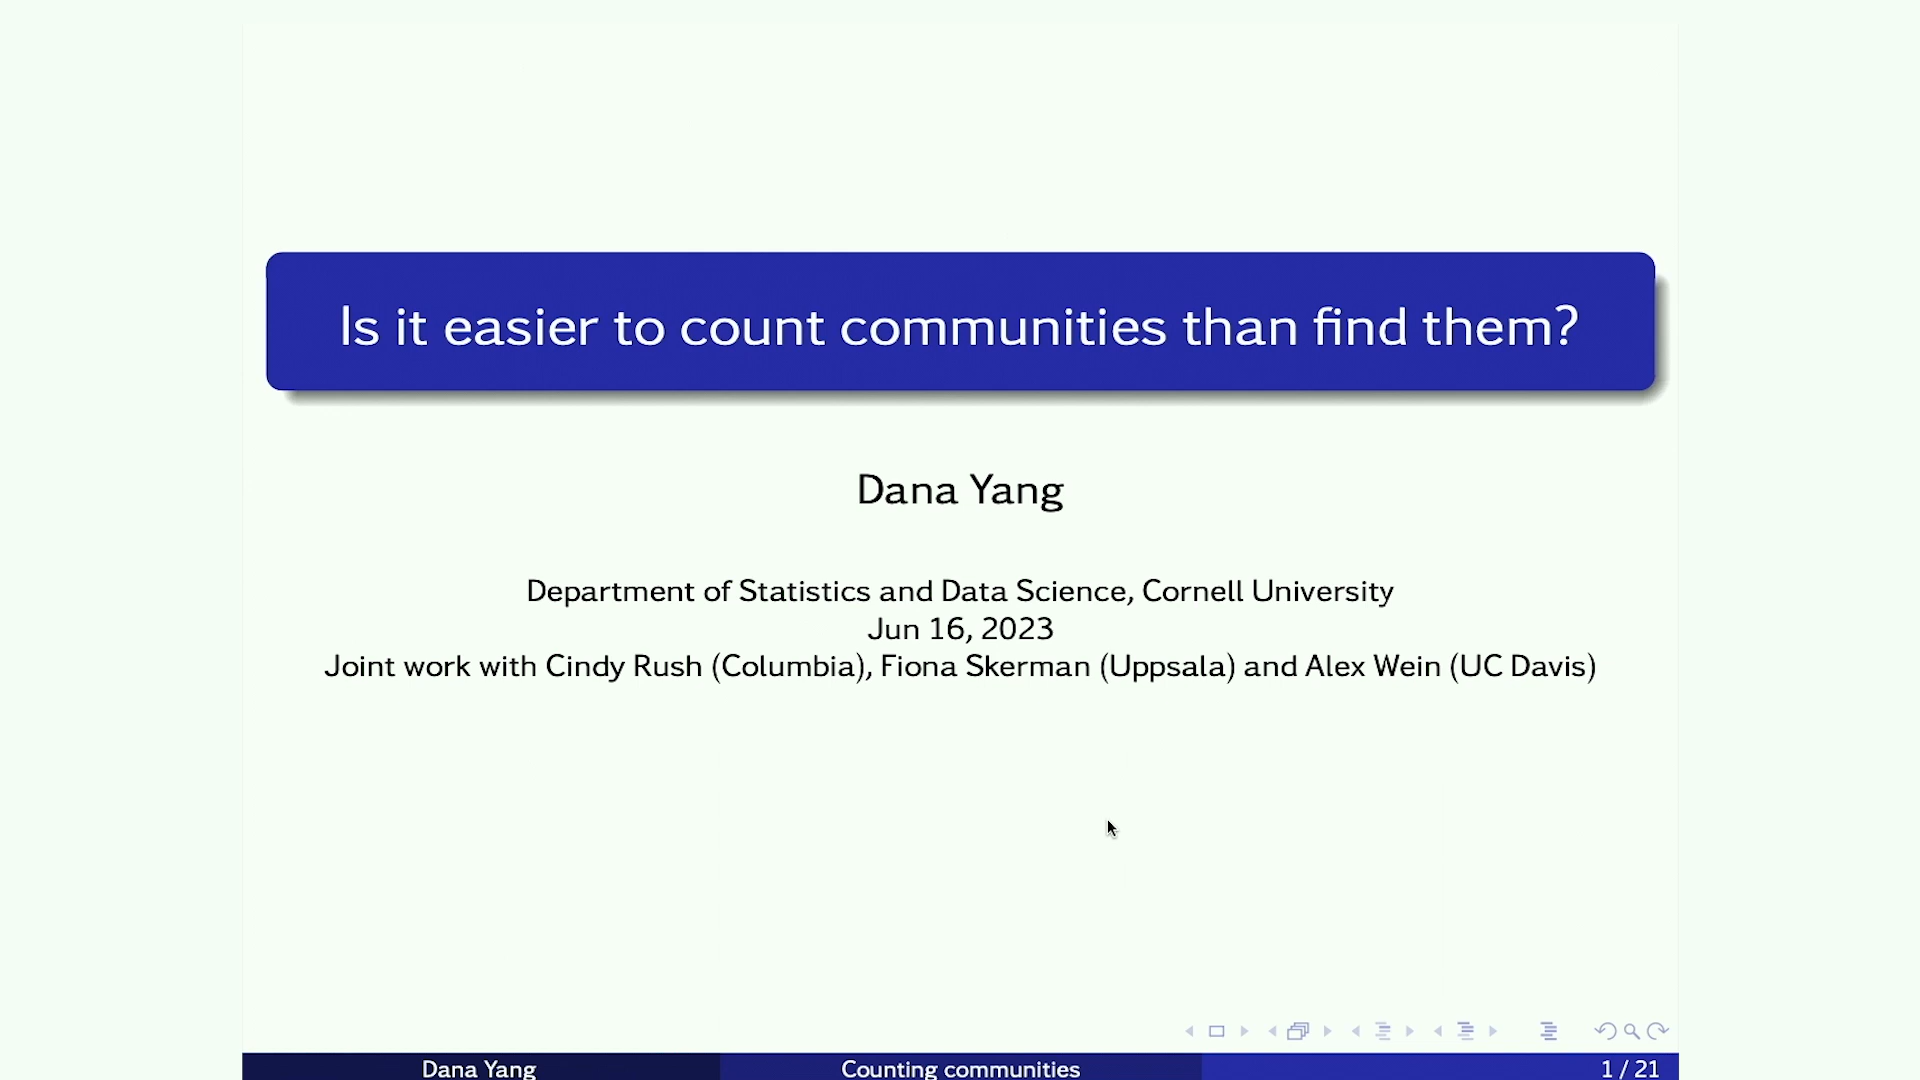 Is it easier to count communities than find them?
Dana Yang
Department of Statistics and Data Science, Cornell University
Jun 16, 2023
Joint work with Cindy Rush (Columbia), Fiona Skerman (Uppsala) and Alex Wein (UC Davis)
Dana Yang
Counting communities
1 / 21